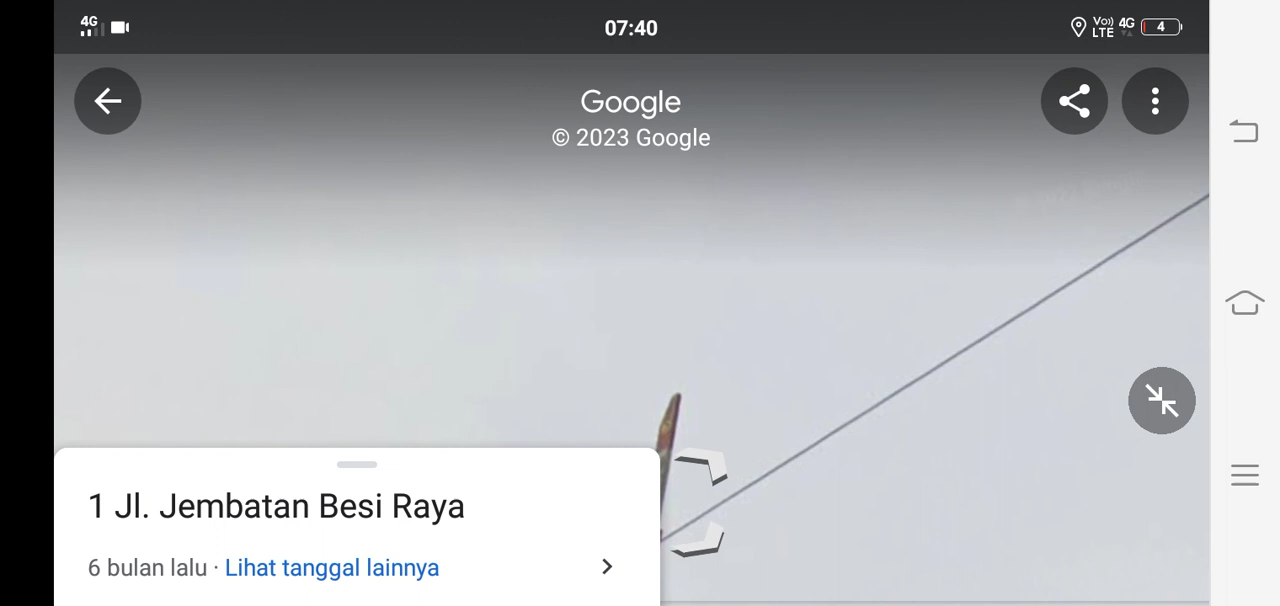 4G
07:40
Vo)) 4G
LTE
4
Google
© 2023 Google
1 Jl. Jembatan Besi Raya
6 bulan lalu · Lihat tanggal lainnya